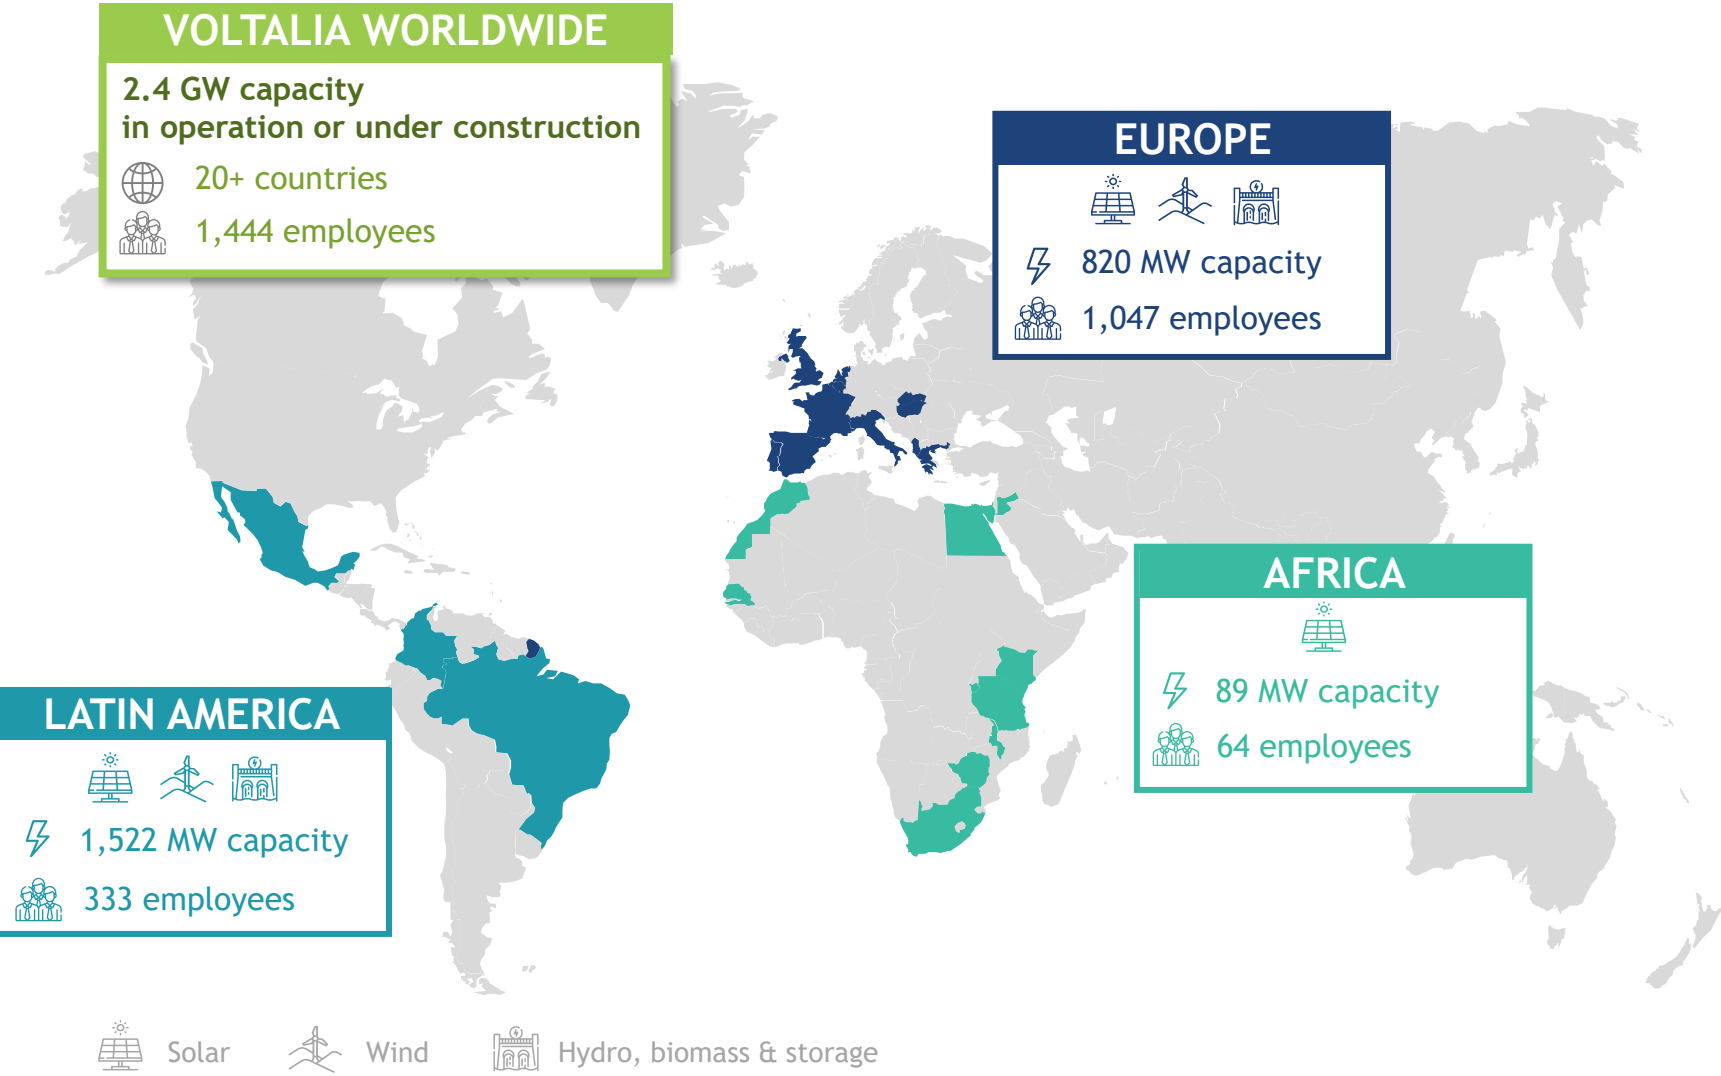 VOLTALIA WORLDWIDE
2.4 GW capacity
in operation or under construction
20+ countries
1,444 employees
EUROPE
820 MW capacity
1,047 employees
AFRICA
89 MW capacity
64 employees
LATIN AMERICA
1,522 MW capacity
333 employees
Solar
Wind
Hydro, biomass & storage